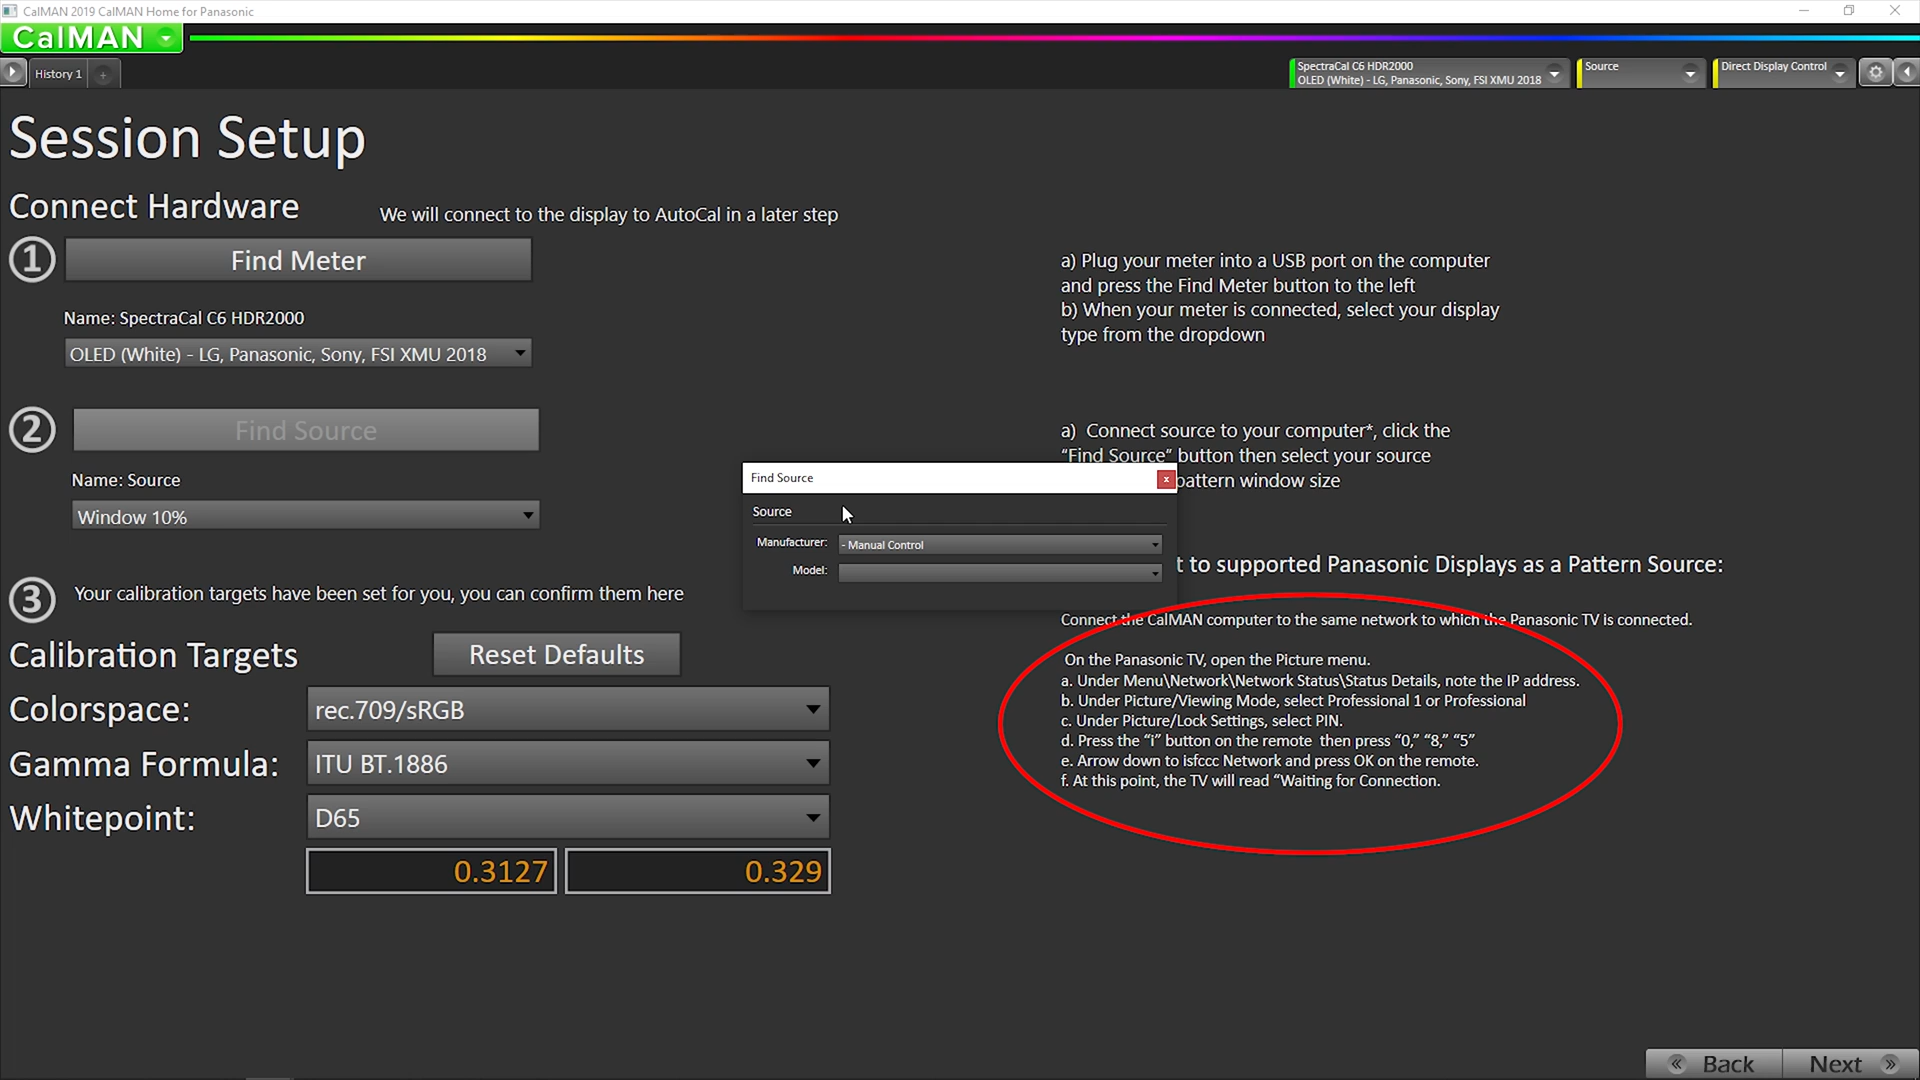 CalMAN 2019 CalMAN Home for Panasonic
CalMAN
History 1
+
SpectraCal C6 HDR2000
OLED (White) - LG, Panasonic, Sony, FSI XMU 2018
Source
Direct Display Control
Session Setup
Connect Hardware
We will connect to the display to AutoCal in a later step
1
Find Meter
a) Plug your meter into a USB port on the computer
and press the Find Meter button to the left
b) When your meter is connected, select your display
type from the dropdown
Name: SpectraCal C6 HDR2000
OLED (White) - LG, Panasonic, Sony, FSI XMU 2018
2
Find Source
a) Connect source to your computer*, click the
“Find Source” button then select your source
pattern window size
Name: Source
Window 10%
Find Source
x
Source
Manufacturer:
- Manual Control
Model:
t to supported Panasonic Displays as a Pattern Source:
3
Your calibration targets have been set for you, you can confirm them here
Connect the CalMAN computer to the same network to which the Panasonic TV is connected.
On the Panasonic TV, open the Picture menu.
a. Under Menu\Network\Network Status\Status Details, note the IP address.
b. Under Picture/Viewing Mode, select Professional 1 or Professional
c. Under Picture/Lock Settings, select PIN.
d. Press the “i” button on the remote then press “0,” “8,” “5”
e. Arrow down to isfccc Network and press OK on the remote.
f. At this point, the TV will read “Waiting for Connection.
Calibration Targets
Reset Defaults
Colorspace:
rec.709/sRGB
Gamma Formula:
ITU BT.1886
Whitepoint:
D65
0.3127
0.329
« Back
Next »